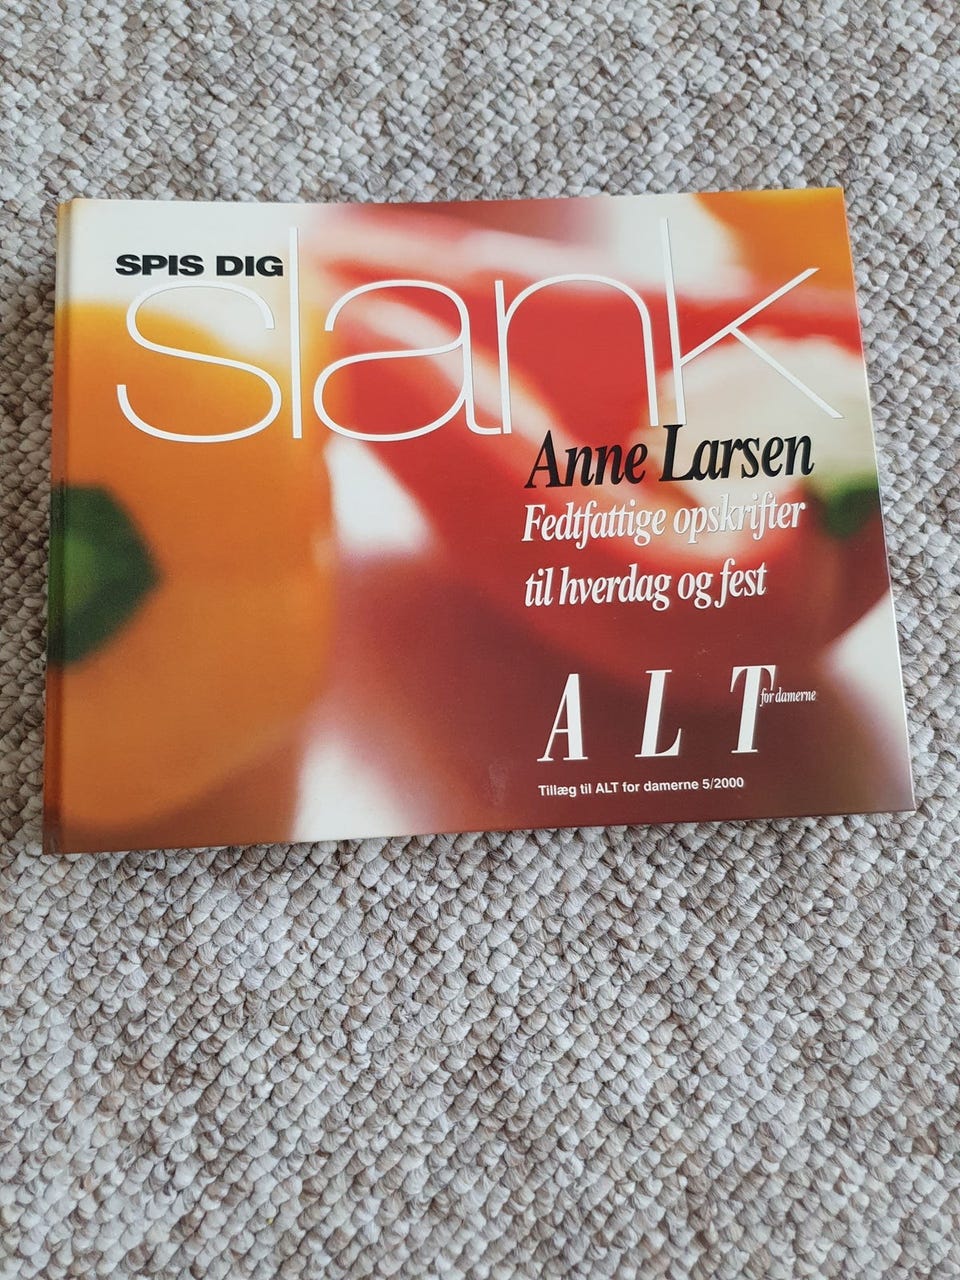 SPIS DIG
slank
Anne Larsen
Fedtfattige opskrifter
til hverdag og fest
ALT for damerne
Tillæg til ALT for damerne 5/2000